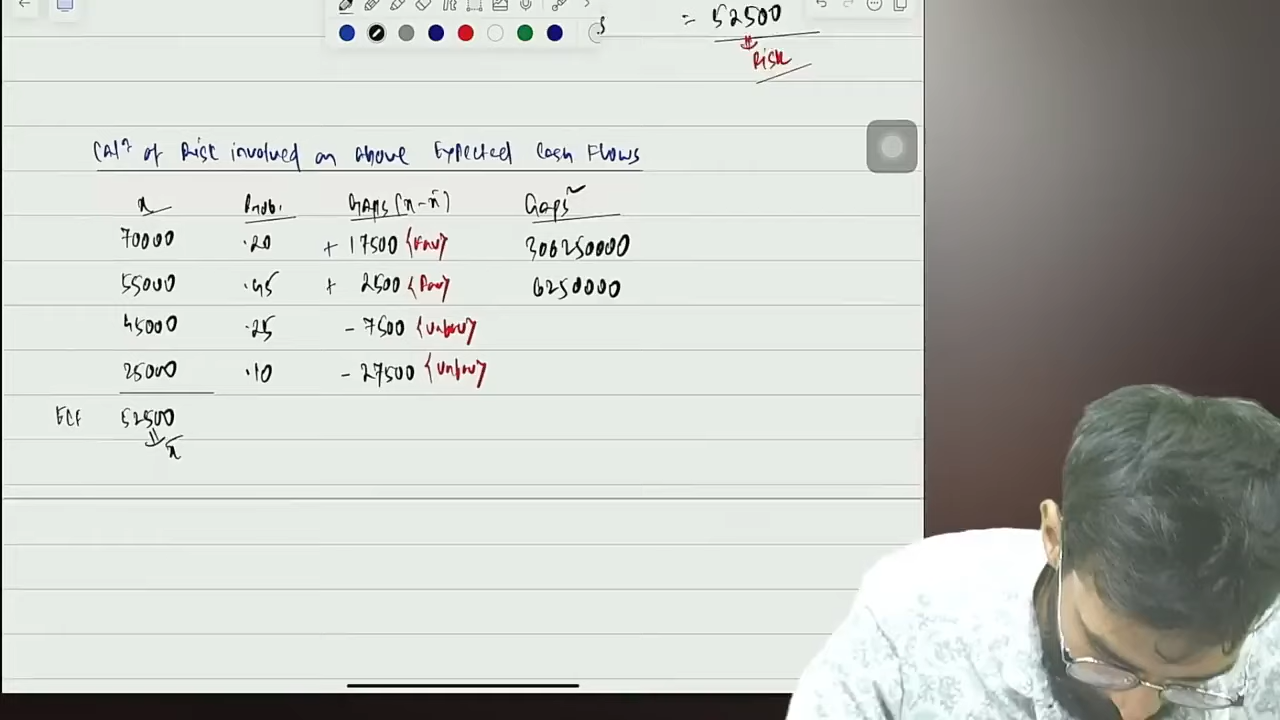 = 52500
Risk
Calⁿ of Risk involved on above Expected Cash Flows
x Prob. Gaps (x-x̄) Gaps²
70000 .20 + 17500 {Fav} 306250000
55000 .45 + 2500 {Fav} 6250000
45000 .25 - 7500 {Unfav}
25000 .10 - 27500 {Unfav}
ECF 52500
x̄